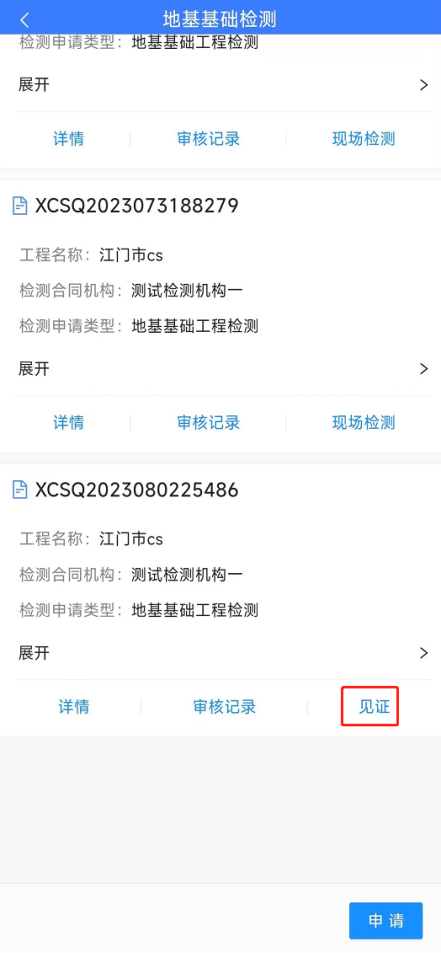 地基基础检测
检测申请类型：地基基础工程检测
展开
详情 审核记录 现场检测
XCSQ2023073188279
工程名称：江门市cs
检测合同机构：测试检测机构一
检测申请类型：地基基础工程检测
展开
详情 审核记录 现场检测
XCSQ2023080225486
工程名称：江门市cs
检测合同机构：测试检测机构一
检测申请类型：地基基础工程检测
展开
详情 审核记录 见证
申请